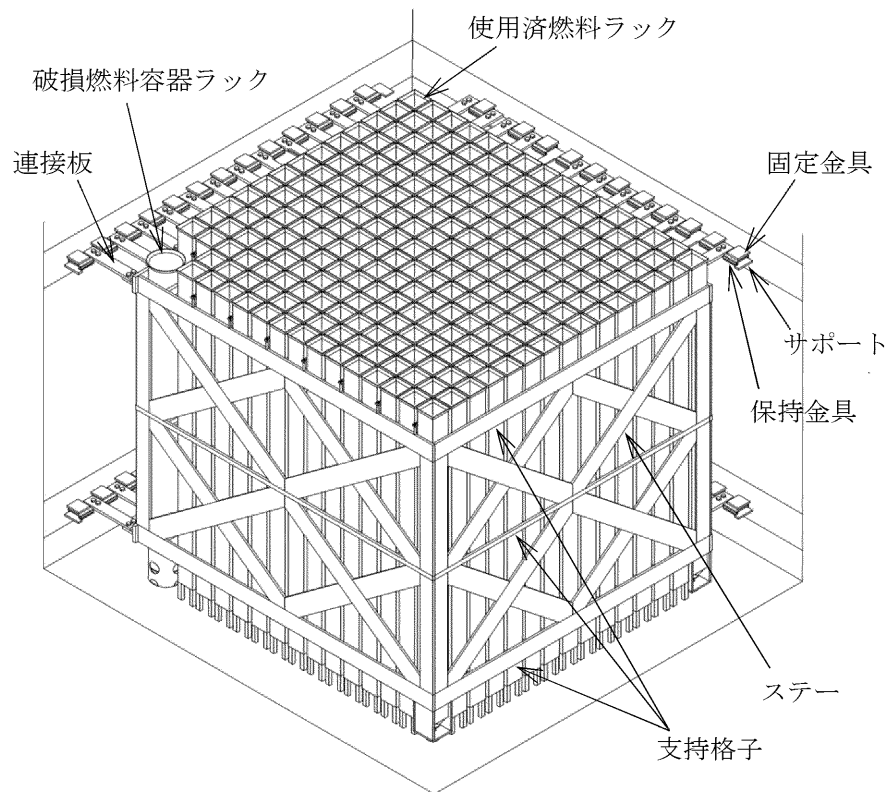 使用済燃料ラック
破損燃料容器ラック
連接板
固定金具
サポート
保持金具
ステー
支持格子